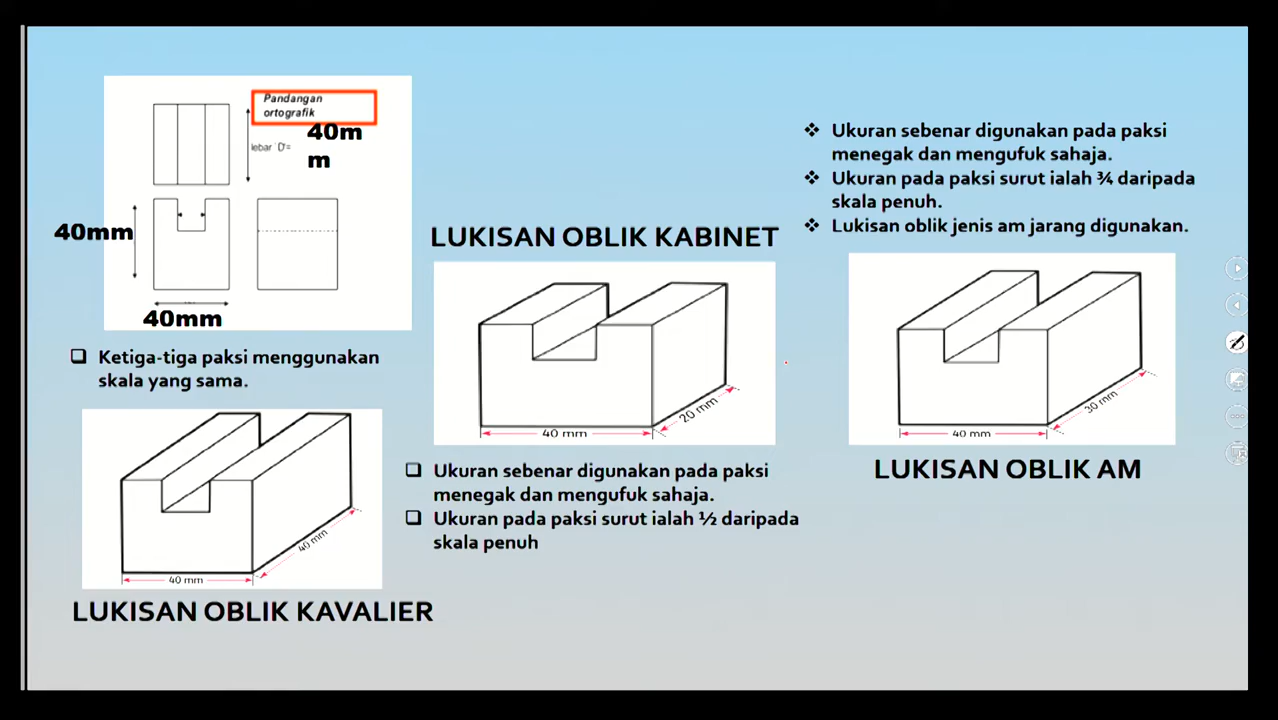 Pandangan
ortografik
40m
m
lebar 'D'=
40mm
40mm
❑ Ketiga-tiga paksi menggunakan
skala yang sama.
40 mm
40 mm
LUKISAN OBLIK KAVALIER
LUKISAN OBLIK KABINET
20 mm
40 mm
❑ Ukuran sebenar digunakan pada paksi
menegak dan mengufuk sahaja.
❑ Ukuran pada paksi surut ialah ½ daripada
skala penuh
❖ Ukuran sebenar digunakan pada paksi
menegak dan mengufuk sahaja.
❖ Ukuran pada paksi surut ialah ¾ daripada
skala penuh.
❖ Lukisan oblik jenis am jarang digunakan.
30 mm
40 mm
LUKISAN OBLIK AM